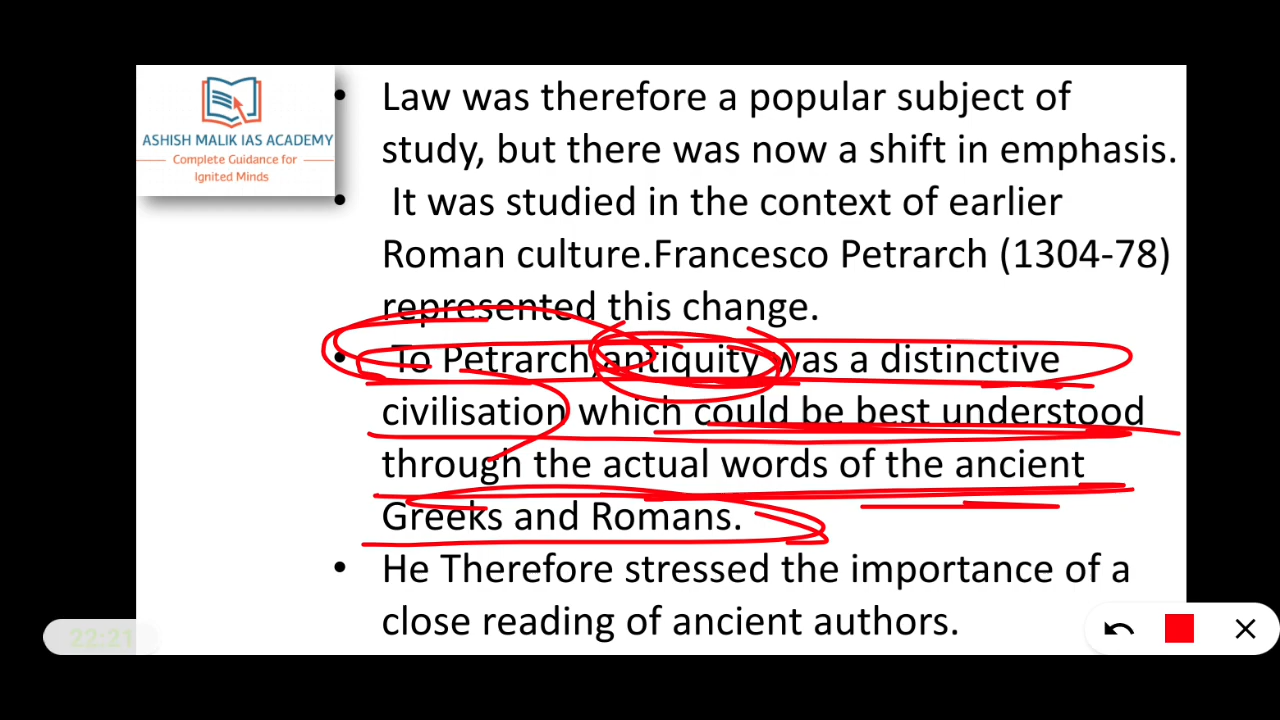 ASHISH MALIK IAS ACADEMY
Complete Guidance for
Ignited Minds
• Law was therefore a popular subject of
study, but there was now a shift in emphasis.
• It was studied in the context of earlier
Roman culture.Francesco Petrarch (1304-78)
represented this change.
• To Petrarch,antiquity was a distinctive
civilisation which could be best understood
through the actual words of the ancient
Greeks and Romans.
• He Therefore stressed the importance of a
close reading of ancient authors.
22:21